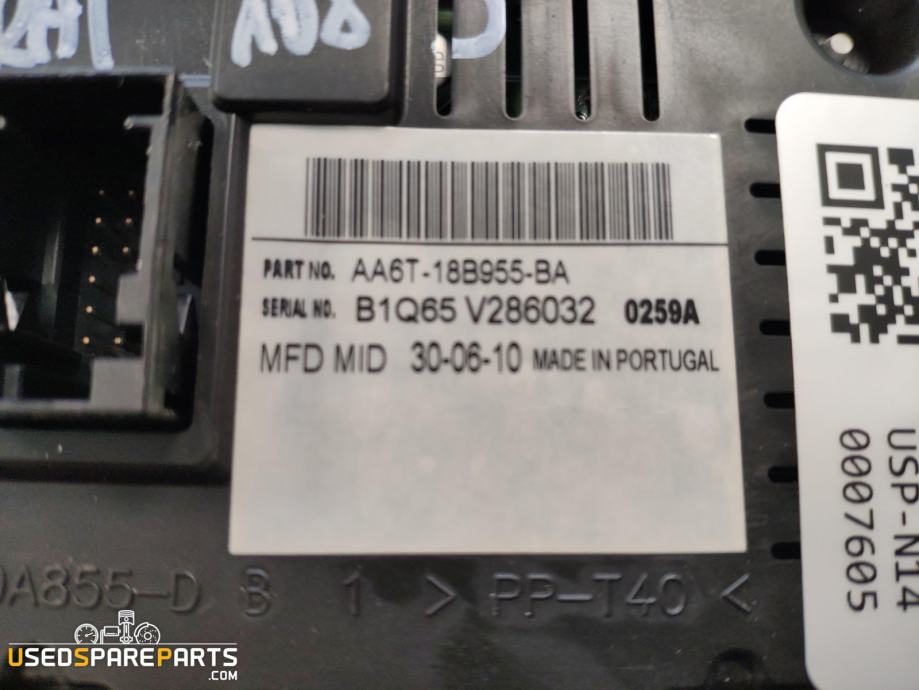 PART NO. AA6T-18B955-BA
SERIAL NO. B1Q65 V286032 0259A
MFD MID 30-06-10 MADE IN PORTUGAL
A855-D B 1 > PP-T40 <
USP-N14
0007605
USEDSPAREPARTS
.COM